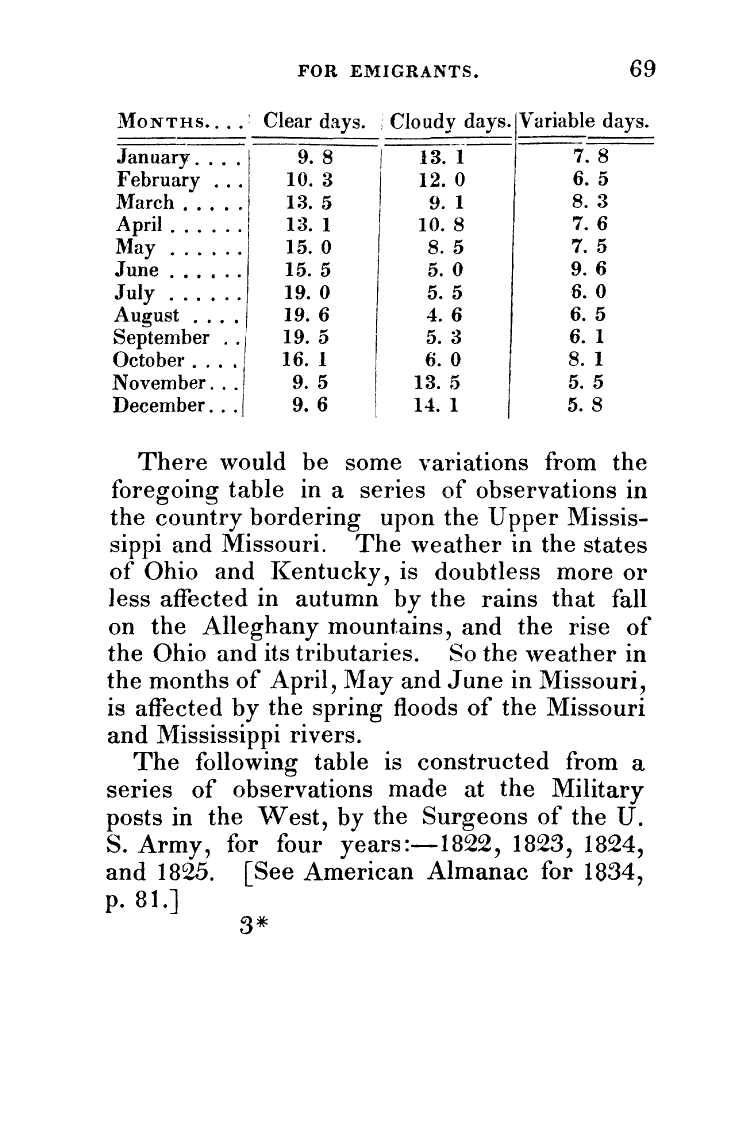 FOR EMIGRANTS. 69
MONTHS.... Clear days. Cloudy days. Variable days.
January.... 9. 8 13. 1 7. 8
February ... 10. 3 12. 0 6. 5
March ..... 13. 5 9. 1 8. 3
April ...... 13. 1 10. 8 7. 6
May ...... 15. 0 8. 5 7. 5
June ...... 15. 5 5. 0 9. 6
July ...... 19. 0 5. 5 6. 0
August .... 19. 6 4. 6 6. 5
September .. 19. 5 5. 3 6. 1
October .... 16. 1 6. 0 8. 1
November... 9. 5 13. 5 5. 5
December... 9. 6 14. 1 5. 8
There would be some variations from the
foregoing table in a series of observations in
the country bordering upon the Upper Missis-
sippi and Missouri. The weather in the states
of Ohio and Kentucky, is doubtless more or
less affected in autumn by the rains that fall
on the Alleghany mountains, and the rise of
the Ohio and its tributaries. So the weather in
the months of April, May and June in Missouri,
is affected by the spring floods of the Missouri
and Mississippi rivers.
The following table is constructed from a
series of observations made at the Military
posts in the West, by the Surgeons of the U.
S. Army, for four years:—1822, 1823, 1824,
and 1825. [See American Almanac for 1834,
p. 81.]
3*